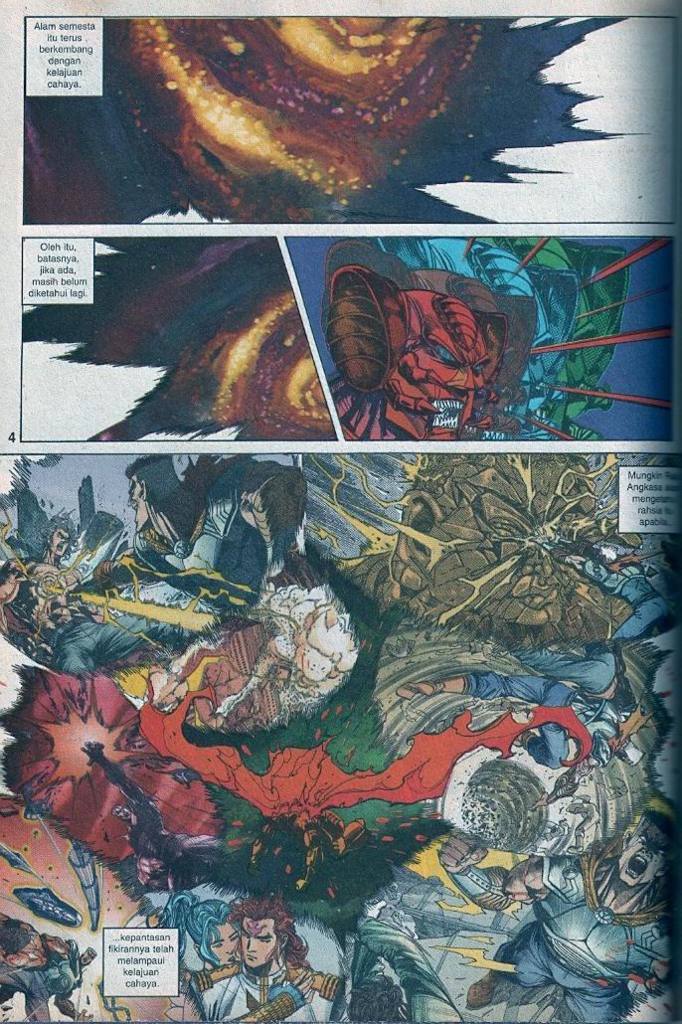 Alam semesta
itu terus
berkembang
dengan
kelajuan
cahaya.
Oleh itu,
batasnya,
jika ada,
masih belum
diketahui lagi.
4
Mungkin
Angkasa
rahsia
apabila
...kepantasan
fikirannya telah
melampaui
kelajuan
cahaya.